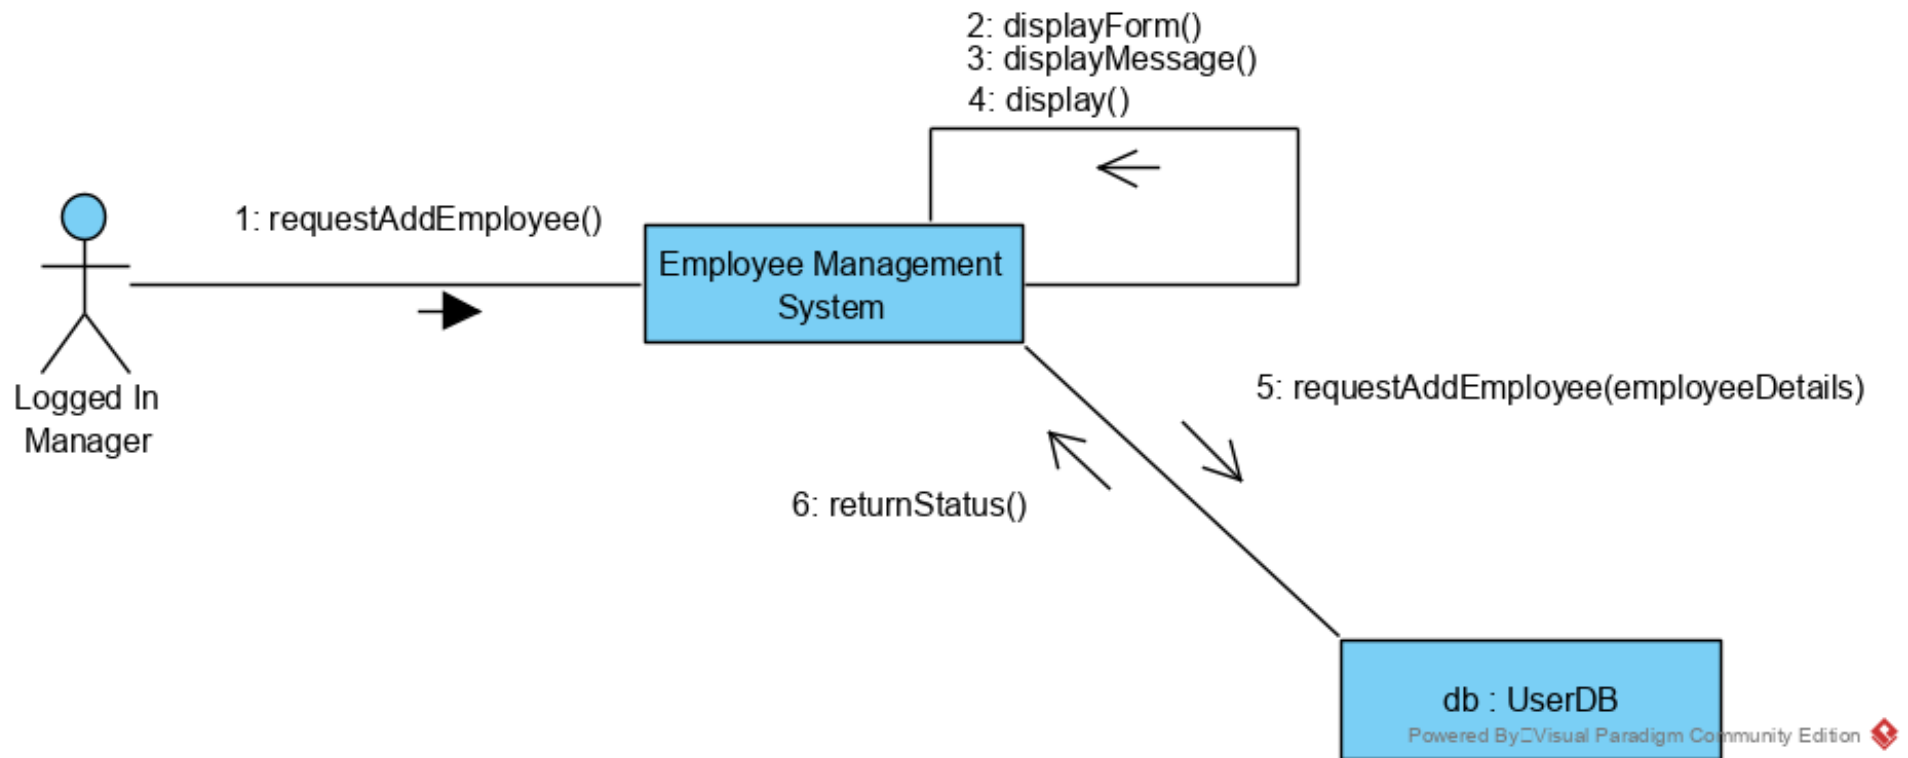 2: displayForm()
3: displayMessage()
4: display()
1: requestAddEmployee()
Employee Management
System
Logged In
Manager
5: requestAddEmployee(employeeDetails)
6: returnStatus()
db : UserDB
Powered By Visual Paradigm Community Edition